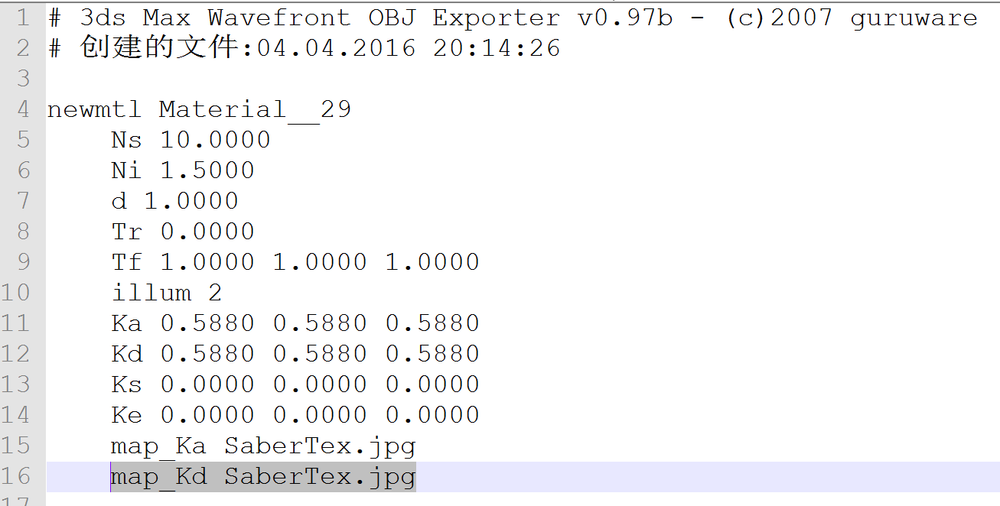 1 # 3ds Max Wavefront OBJ Exporter v0.97b - (c)2007 guruware
2 # 创建的文件:04.04.2016 20:14:26
3
4 newmtl Material__29
5 Ns 10.0000
6 Ni 1.5000
7 d 1.0000
8 Tr 0.0000
9 Tf 1.0000 1.0000 1.0000
10 illum 2
11 Ka 0.5880 0.5880 0.5880
12 Kd 0.5880 0.5880 0.5880
13 Ks 0.0000 0.0000 0.0000
14 Ke 0.0000 0.0000 0.0000
15 map_Ka SaberTex.jpg
16 map_Kd SaberTex.jpg
17